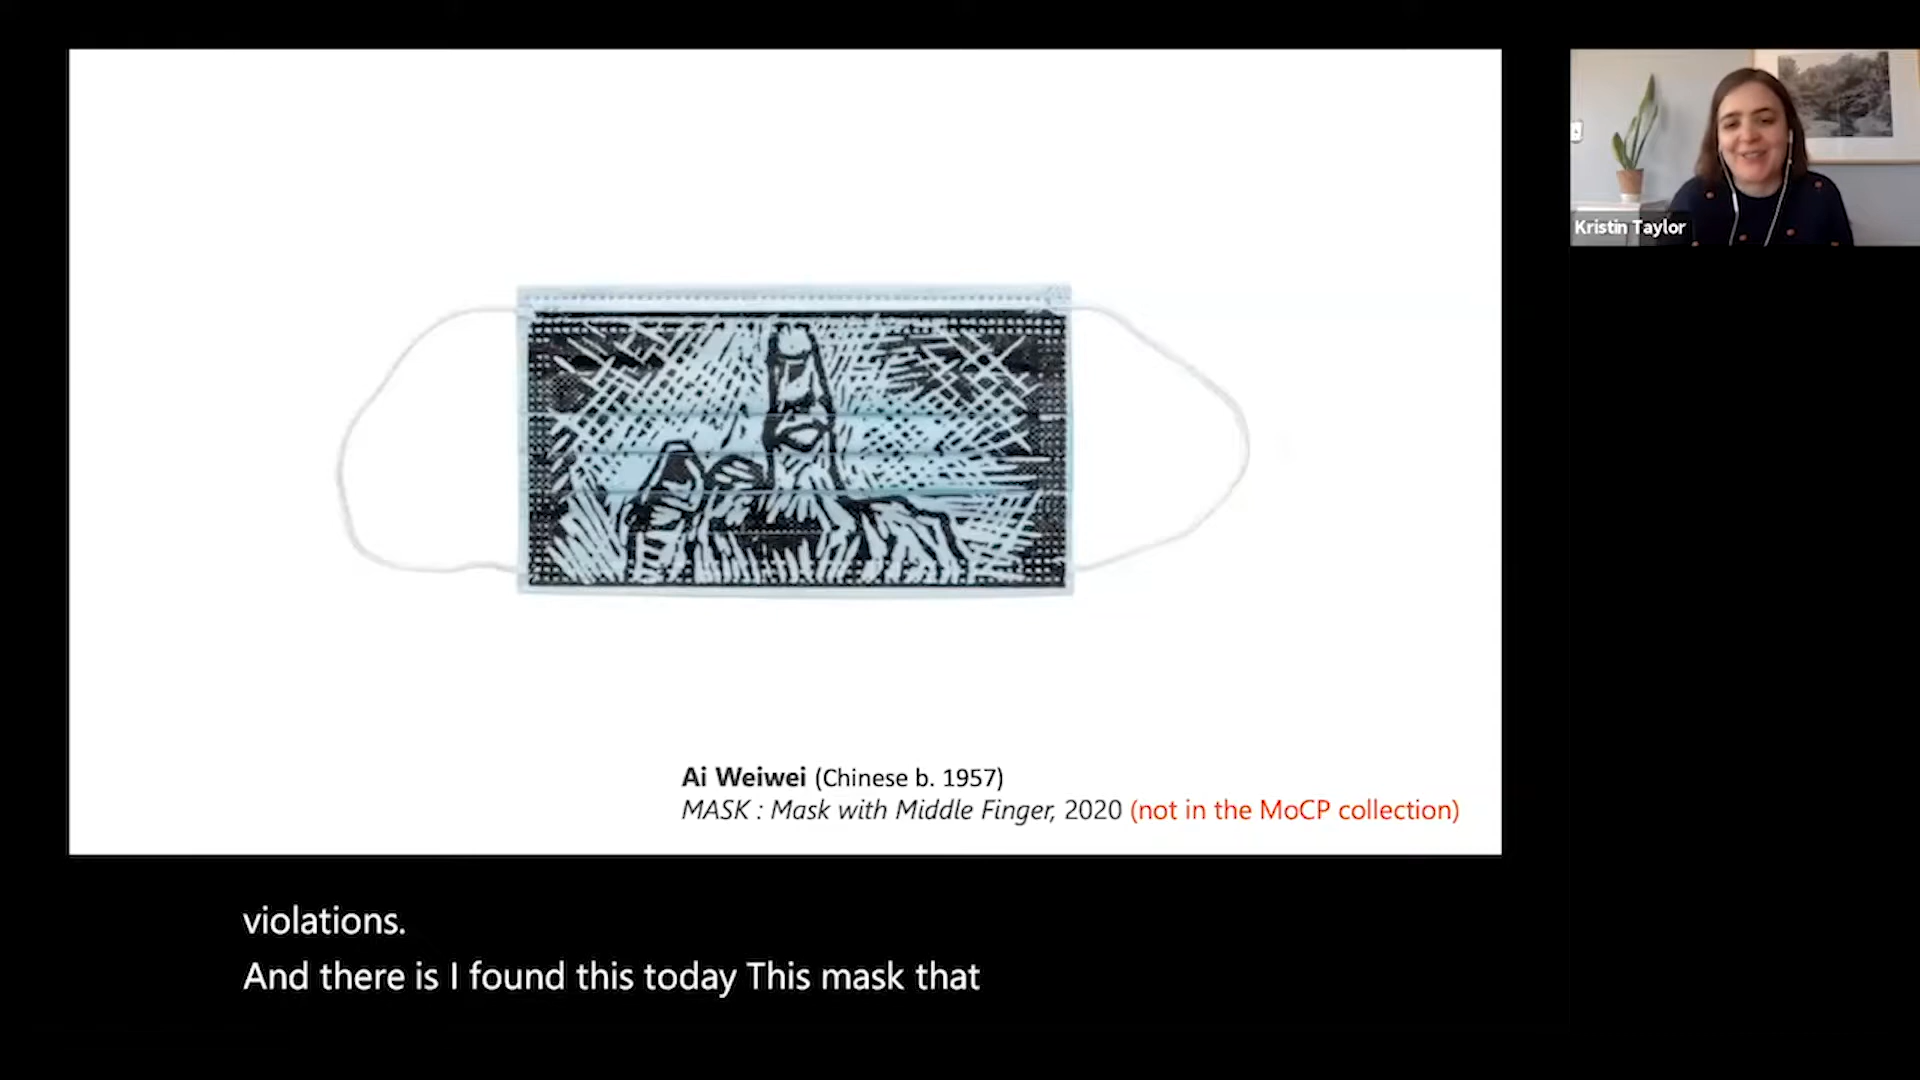 Kristin Taylor
Ai Weiwei (Chinese b. 1957)
MASK : Mask with Middle Finger, 2020 (not in the MoCP collection)
violations.
And there is I found this today This mask that